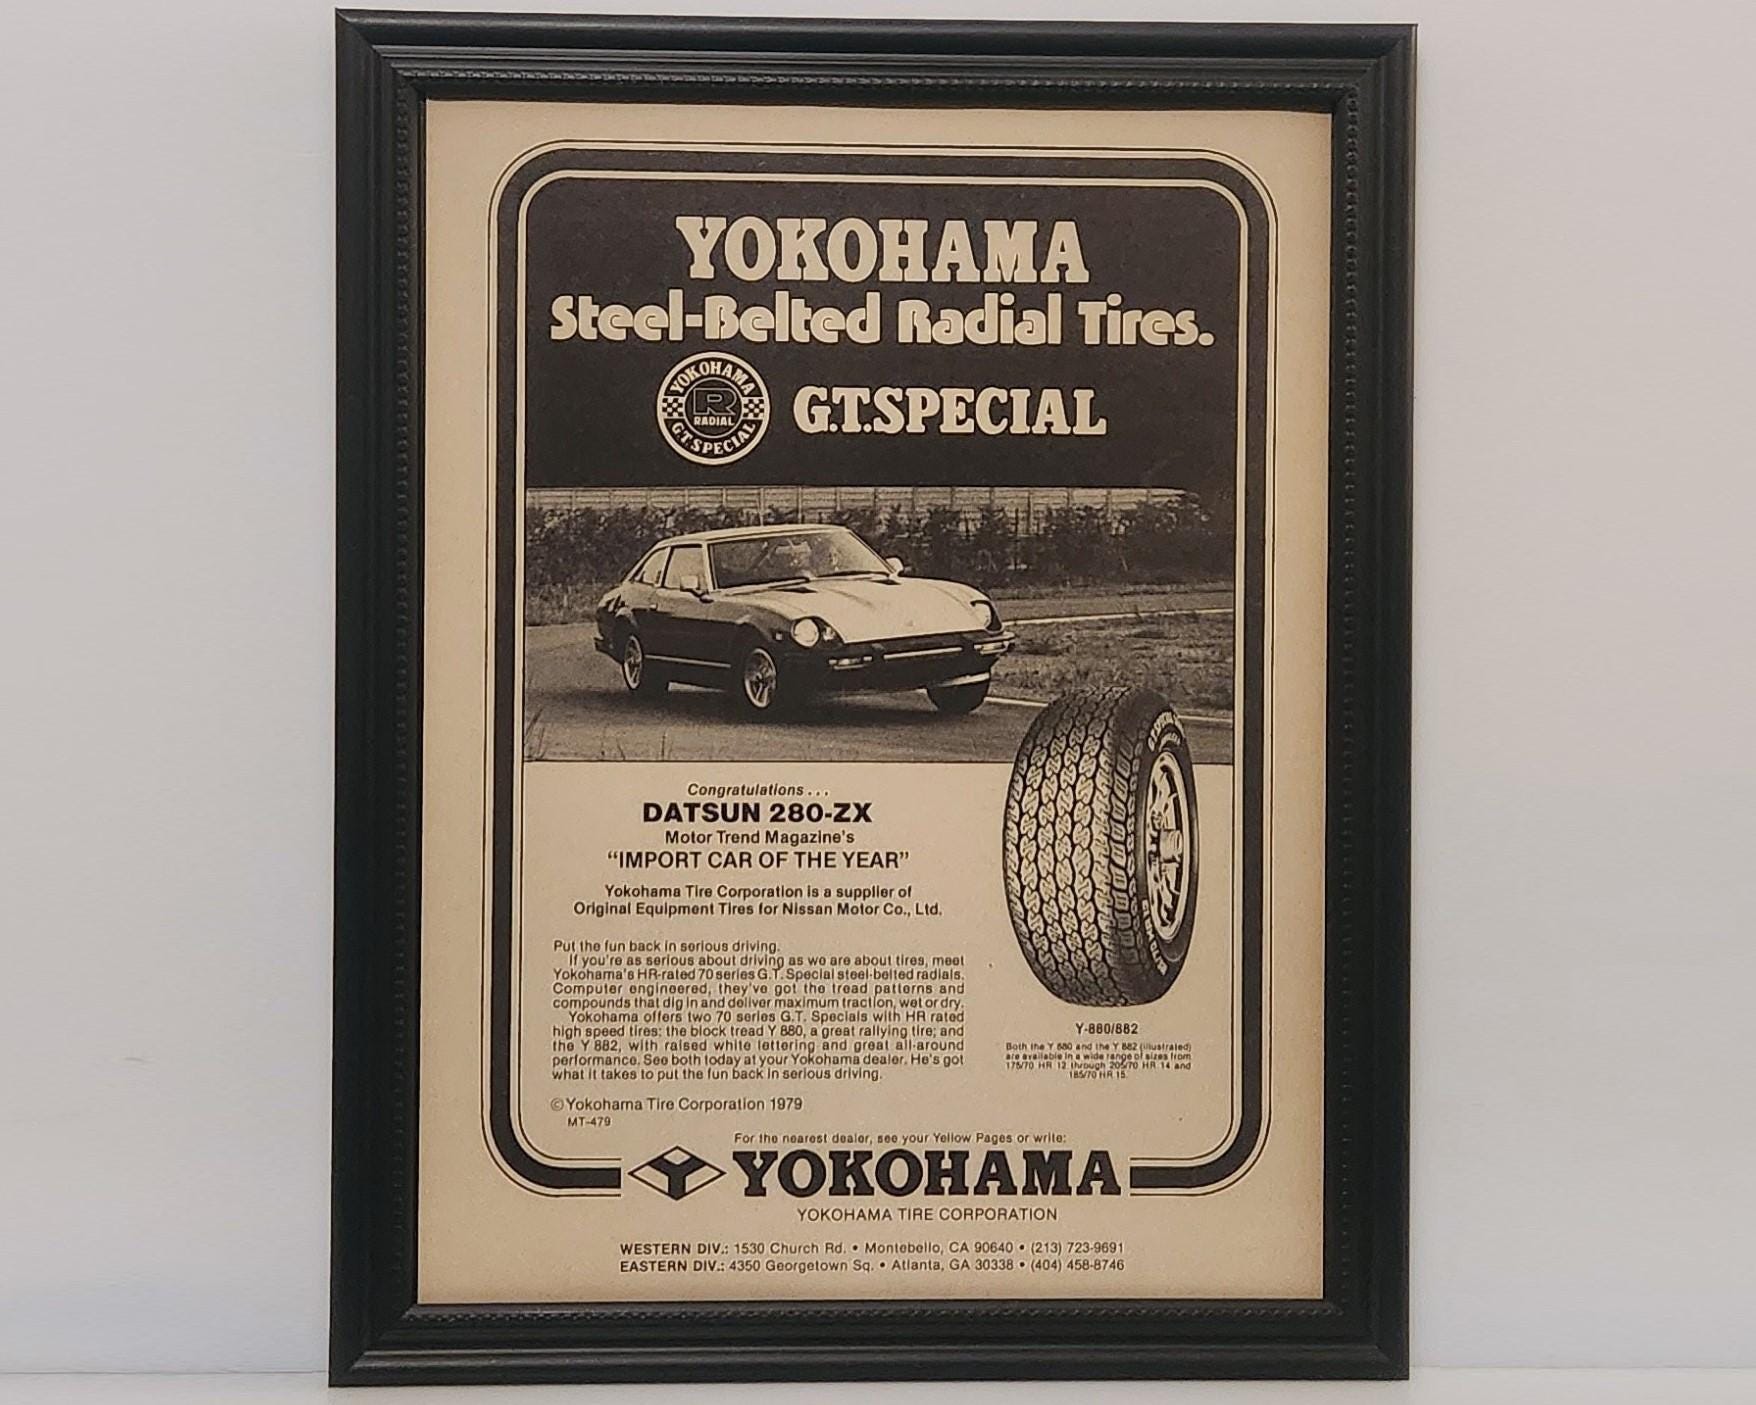 YOKOHAMA
Steel-Belted Radial Tires.
YOKOHAMA
R
RADIAL
G.T. SPECIAL
G.T.SPECIAL
Congratulations . . .
DATSUN 280-ZX
Motor Trend Magazine's
"IMPORT CAR OF THE YEAR"
Yokohama Tire Corporation is a supplier of
Original Equipment Tires for Nissan Motor Co., Ltd.
Put the fun back in serious driving.
If you're as serious about driving as we are about tires, meet
Yokohama's HR-rated 70 series G.T. Special steel-belted radials.
Computer engineered, they've got the tread patterns and
compounds that dig in and deliver maximum traction, wet or dry.
Yokohama offers two 70 series G.T. Specials with HR rated
high speed tires: the block tread Y 880, a great rallying tire; and
the Y 882, with raised white lettering and great all-around
performance. See both today at your Yokohama dealer. He's got
what it takes to put the fun back in serious driving.
Y-880/882
Both the Y 880 and the Y 882 (illustrated)
are available in a wide range of sizes from
175/70 HR 12 through 205/70 HR 14 and
185/70 HR 15.
©Yokohama Tire Corporation 1979
MT-479
For the nearest dealer, see your Yellow Pages or write:
YOKOHAMA
YOKOHAMA TIRE CORPORATION
WESTERN DIV.: 1530 Church Rd. • Montebello, CA 90640 • (213) 723-9691
EASTERN DIV.: 4350 Georgetown Sq. • Atlanta, GA 30338 • (404) 458-8746